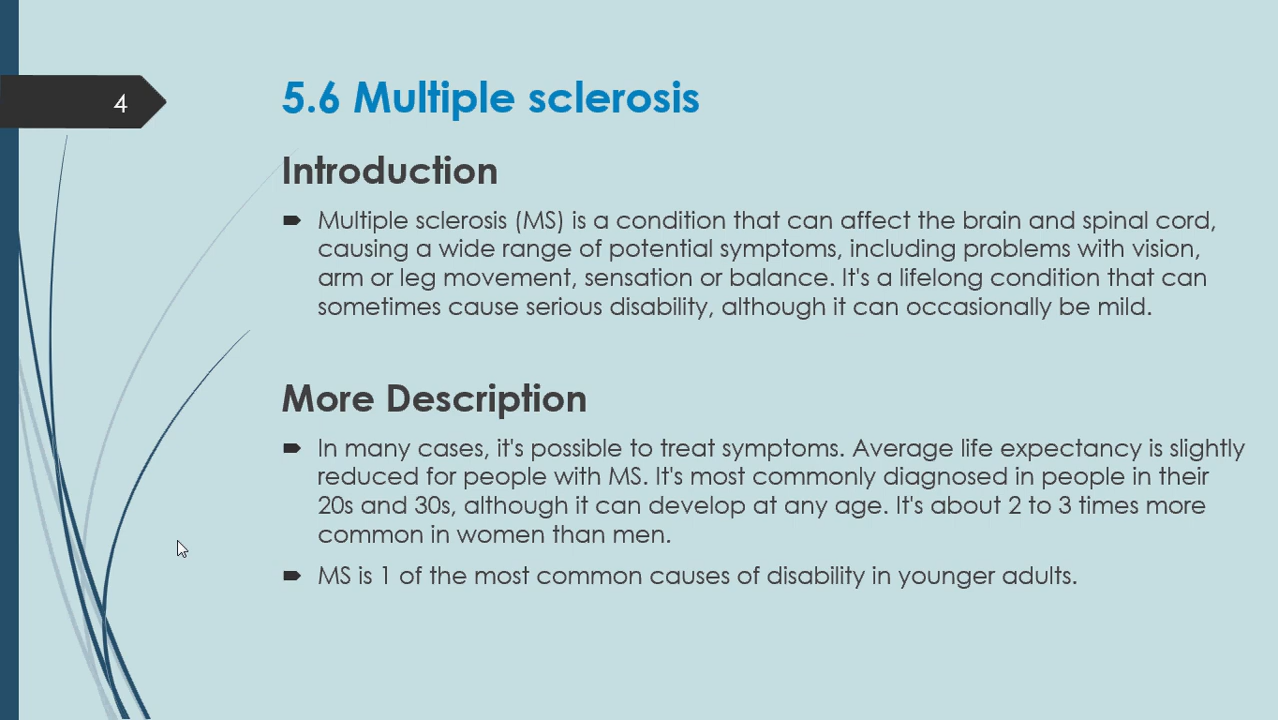 4
5.6 Multiple sclerosis
Introduction
Multiple sclerosis (MS) is a condition that can affect the brain and spinal cord,
causing a wide range of potential symptoms, including problems with vision,
arm or leg movement, sensation or balance. It's a lifelong condition that can
sometimes cause serious disability, although it can occasionally be mild.
More Description
In many cases, it's possible to treat symptoms. Average life expectancy is slightly
reduced for people with MS. It's most commonly diagnosed in people in their
20s and 30s, although it can develop at any age. It's about 2 to 3 times more
common in women than men.
MS is 1 of the most common causes of disability in younger adults.